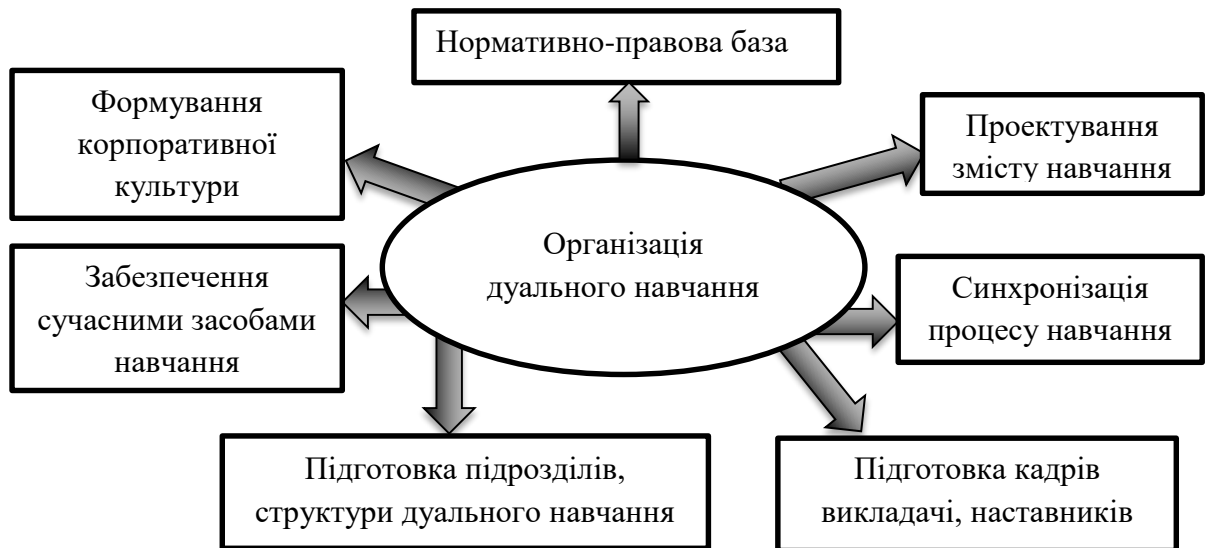 Нормативно-правова база
Формування
корпоративної
культури
Проектування
змісту навчання
Організація
дуального навчання
Забезпечення
сучасними засобами
навчання
Синхронізація
процесу навчання
Підготовка підрозділів,
структури дуального навчання
Підготовка кадрів
викладачі, наставників